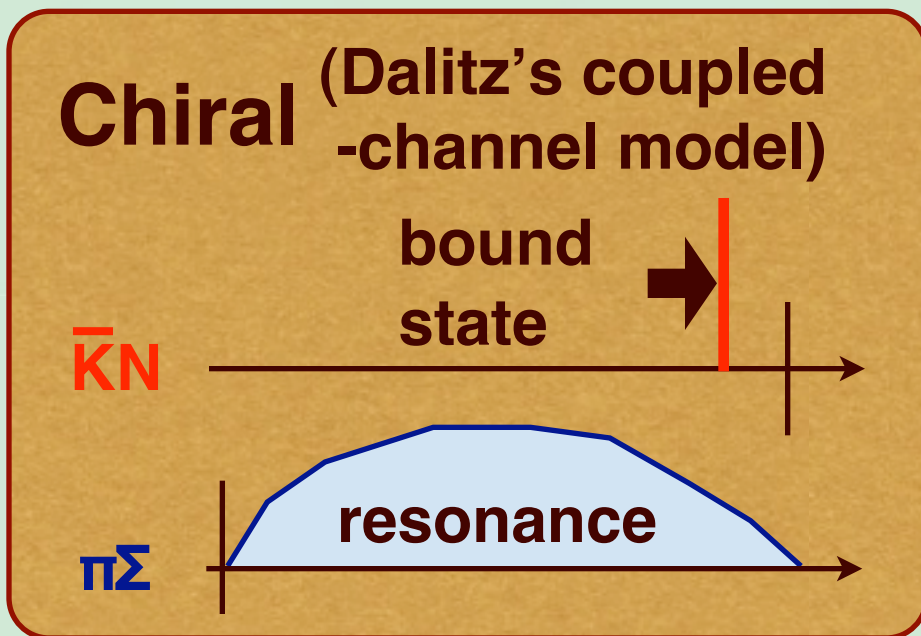 Chiral (Dalitz’s coupled
-channel model)
bound
state
K̅N
resonance
πΣ